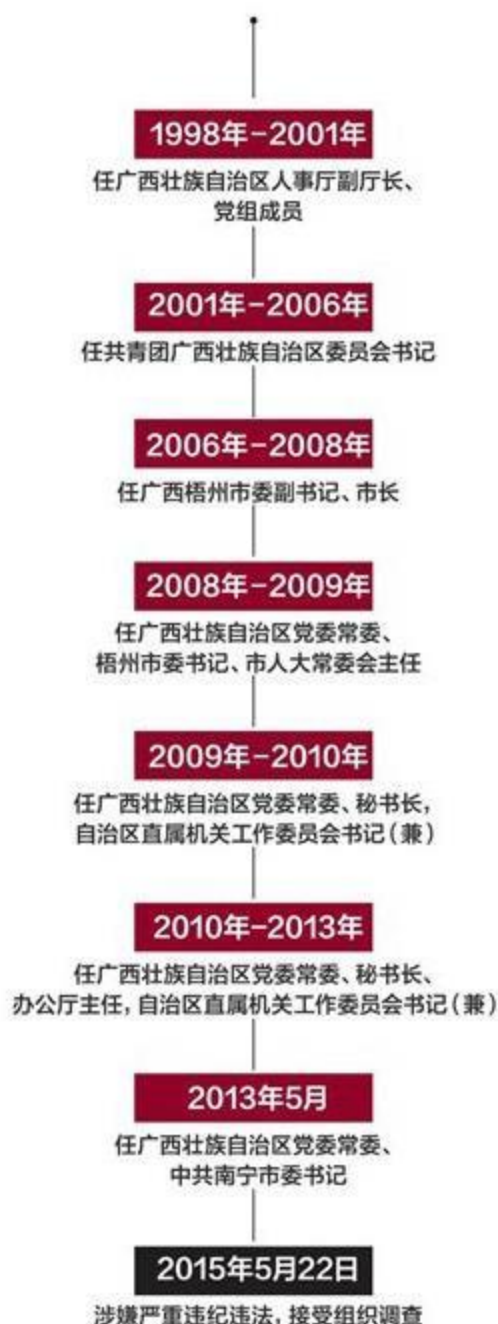 1998年-2001年
任广西壮族自治区人事厅副厅长、
党组成员
2001年-2006年
任共青团广西壮族自治区委员会书记
2006年-2008年
任广西梧州市委副书记、市长
2008年-2009年
任广西壮族自治区党委常委、
梧州市委书记、市人大常委会主任
2009年-2010年
任广西壮族自治区党委常委、秘书长,
自治区直属机关工作委员会书记(兼)
2010年-2013年
任广西壮族自治区党委常委、秘书长、
办公厅主任,自治区直属机关工作委员会书记(兼)
2013年5月
任广西壮族自治区党委常委、
中共南宁市委书记
2015年5月22日
涉嫌严重违纪违法,接受组织调查